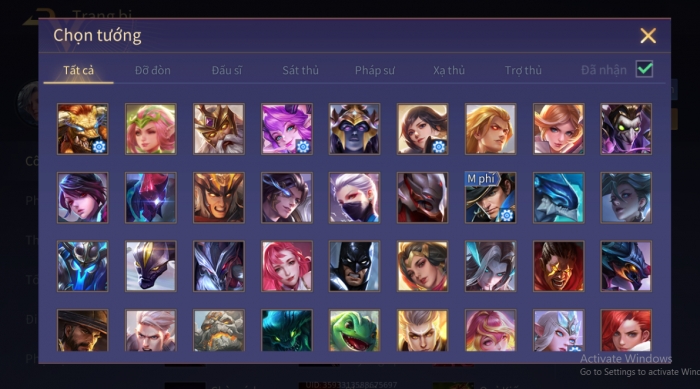 Trang bị
Chọn tướng
Tất cả Đỡ đòn Đấu sĩ Sát thủ Pháp sư Xạ thủ Trợ thủ Đã nhận
M phí
Activate Windows
Go to Settings to activate Win